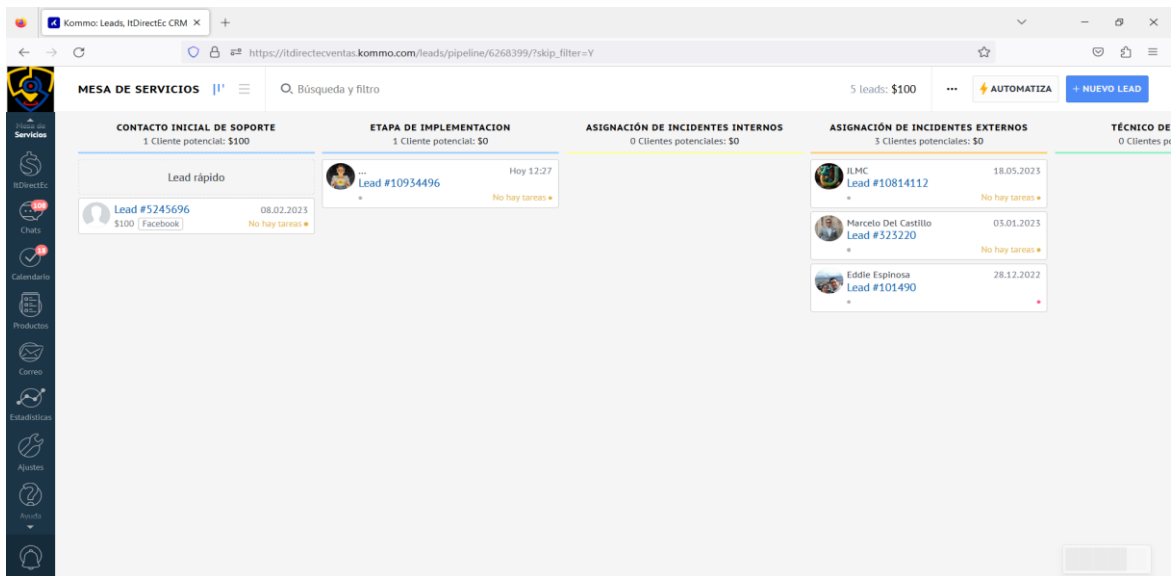 Kommo: Leads, ItDirectEc CRM
https://itdirectecventas.kommo.com/leads/pipeline/6268399/?skip_filter=Y
MESA DE SERVICIOS
Búsqueda y filtro
5 leads: $100
AUTOMATIZA
+ NUEVO LEAD
Mesa de
Servicios
ItDirectEc
108
Chats
Calendario
Productos
Correo
Estadísticas
Ajustes
Ayuda
CONTACTO INICIAL DE SOPORTE
1 Cliente potencial: $100
Lead rápido
Lead #5245696
08.02.2023
$100 Facebook
No hay tareas
ETAPA DE IMPLEMENTACION
1 Cliente potencial: $0
...
Hoy 12:27
Lead #10934496
No hay tareas
ASIGNACIÓN DE INCIDENTES INTERNOS
0 Clientes potenciales: $0
ASIGNACIÓN DE INCIDENTES EXTERNOS
3 Clientes potenciales: $0
JLMC
18.05.2023
Lead #10814112
No hay tareas
Marcelo Del Castillo
03.01.2023
Lead #323220
No hay tareas
Eddie Espinosa
28.12.2022
Lead #101490
TÉCNICO DE
0 Clientes po